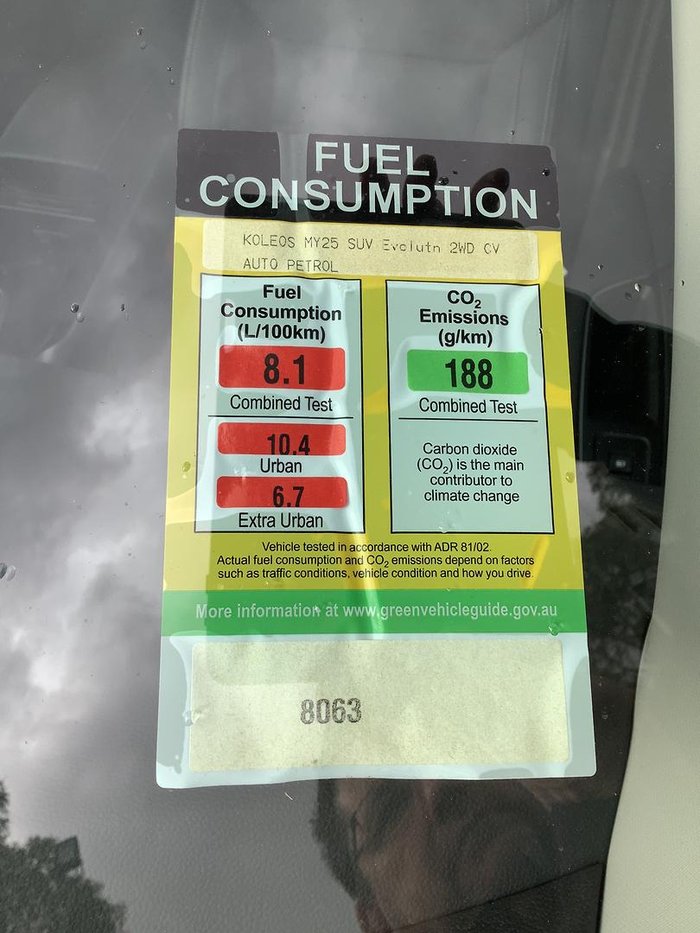 FUEL
CONSUMPTION
KOLEOS MY25 SUV Evclutn 2WD CV
AUTO PETROL
Fuel
Consumption
(L/100km)
8.1
Combined Test
10.4
Urban
6.7
Extra Urban
CO₂
Emissions
(g/km)
188
Combined Test
Carbon dioxide
(CO₂) is the main
contributor to
climate change
Vehicle tested in accordance with ADR 81/02.
Actual fuel consumption and CO₂ emissions depend on factors
such as traffic conditions, vehicle condition and how you drive.
More information at www.greenvehicleguide.gov.au
8063